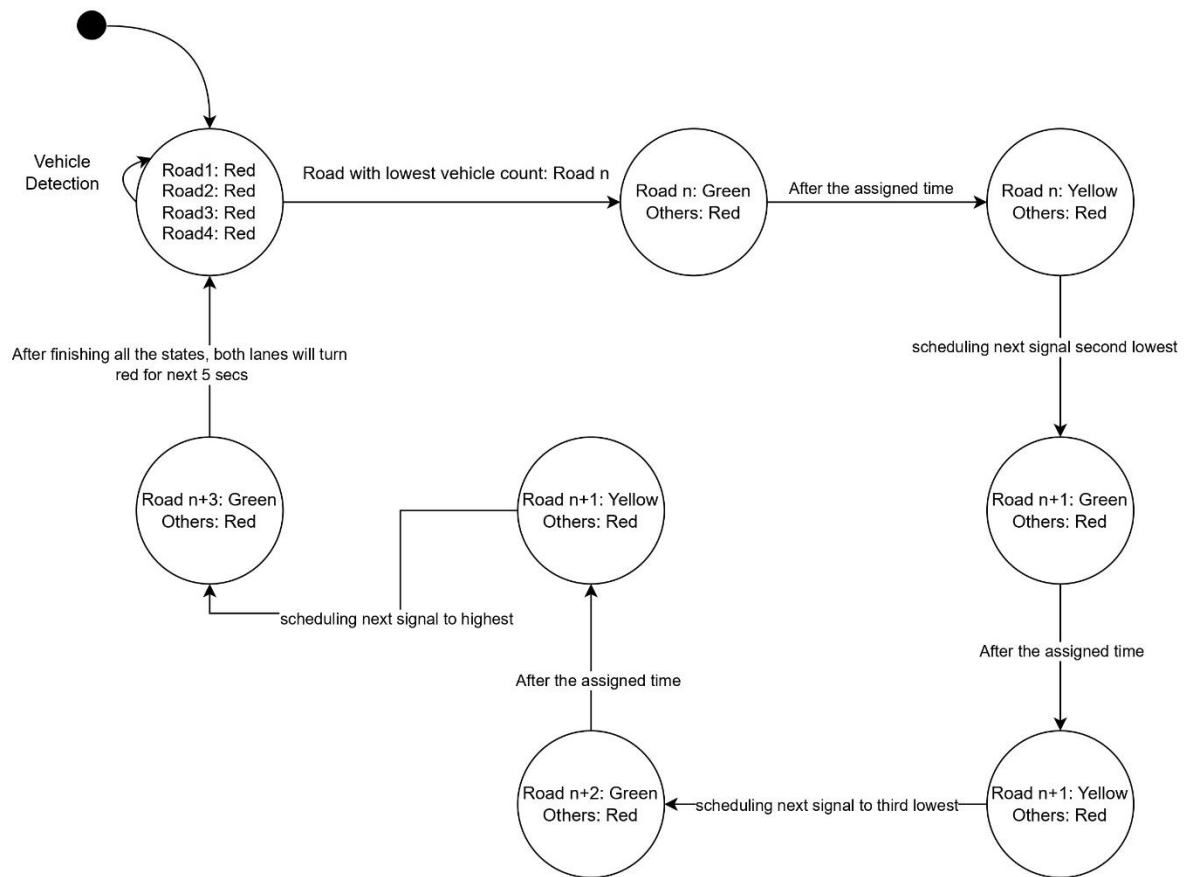 Vehicle
Detection
Road1: Red
Road2: Red
Road3: Red
Road4: Red
Road with lowest vehicle count: Road n
Road n: Green
Others: Red
After the assigned time
Road n: Yellow
Others: Red
scheduling next signal second lowest
Road n+1: Green
Others: Red
After the assigned time
Road n+1: Yellow
Others: Red
scheduling next signal to third lowest
Road n+2: Green
Others: Red
After the assigned time
Road n+1: Yellow
Others: Red
scheduling next signal to highest
Road n+3: Green
Others: Red
After finishing all the states, both lanes will turn
red for next 5 secs